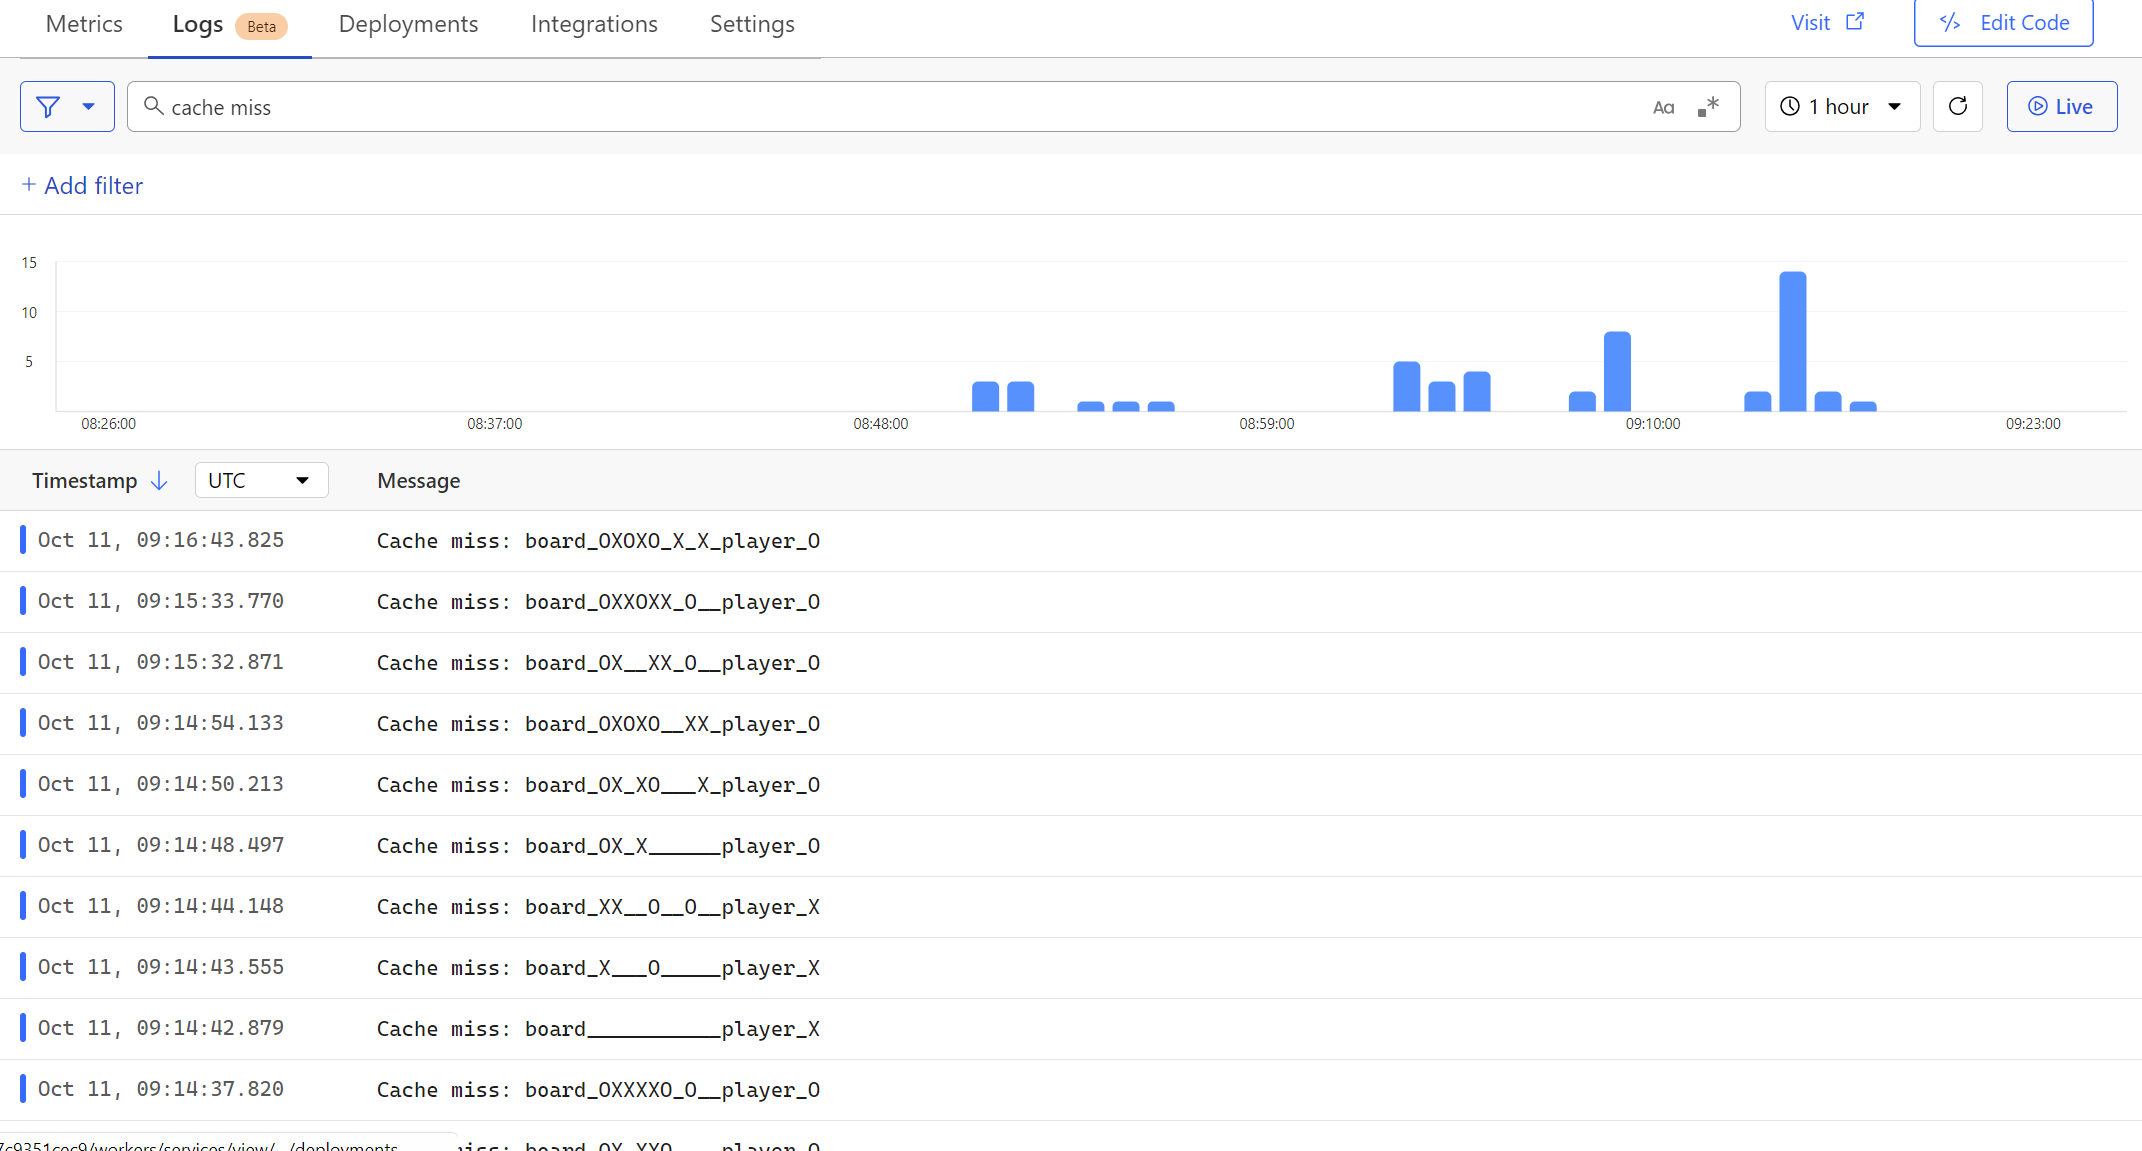 Metrics Logs Beta Deployments Integrations Settings Visit </> Edit Code
cache miss Aa .* 1 hour Live
+ Add filter
15
10
5
08:26:00 08:37:00 08:48:00 08:59:00 09:10:00 09:23:00
Timestamp UTC Message
Oct 11, 09:16:43.825 Cache miss: board_OXOXO_X_X_player_O
Oct 11, 09:15:33.770 Cache miss: board_OXXOXX_O__player_O
Oct 11, 09:15:32.871 Cache miss: board_OX__XX_O__player_O
Oct 11, 09:14:54.133 Cache miss: board_OXOXO__XX_player_O
Oct 11, 09:14:50.213 Cache miss: board_OX_XO___X_player_O
Oct 11, 09:14:48.497 Cache miss: board_OX_X______player_O
Oct 11, 09:14:44.148 Cache miss: board_XX__O__O__player_X
Oct 11, 09:14:43.555 Cache miss: board_X___O_____player_X
Oct 11, 09:14:42.879 Cache miss: board___________player_X
Oct 11, 09:14:37.820 Cache miss: board_OXXXXO_O__player_O
7c9351cec9/workers/services/view/ /deployments iss: board_OX_XXO____player_O